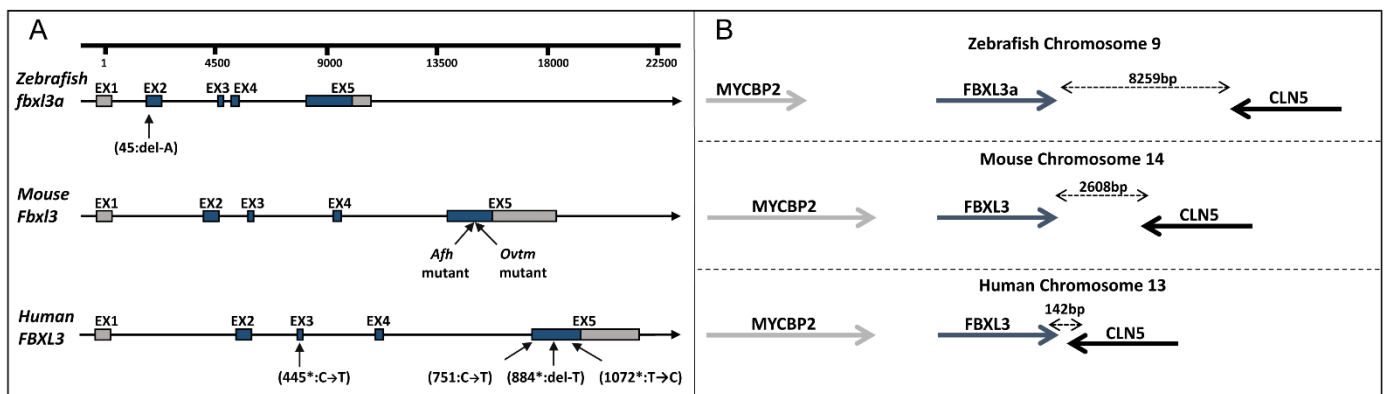 A
1 4500 9000 13500 18000 22500
Zebrafish
fbxl3a
EX1 EX2 EX3 EX4 EX5
(45:del-A)
Mouse
Fbxl3
EX1 EX2 EX3 EX4 EX5
Afh
mutant
Ovtm
mutant
Human
FBXL3
EX1 EX2 EX3 EX4 EX5
(445*:C→T) (751:C→T) (884*:del-T) (1072*:T→C)
B
Zebrafish Chromosome 9
MYCBP2 FBXL3a 8259bp CLN5
Mouse Chromosome 14
MYCBP2 FBXL3 2608bp CLN5
Human Chromosome 13
MYCBP2 FBXL3 142bp CLN5